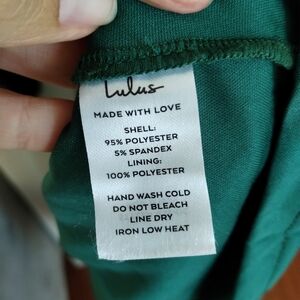 Lulus
MADE WITH LOVE
SHELL:
95% POLYESTER
5% SPANDEX
LINING:
100% POLYESTER
HAND WASH COLD
DO NOT BLEACH
LINE DRY
IRON LOW HEAT